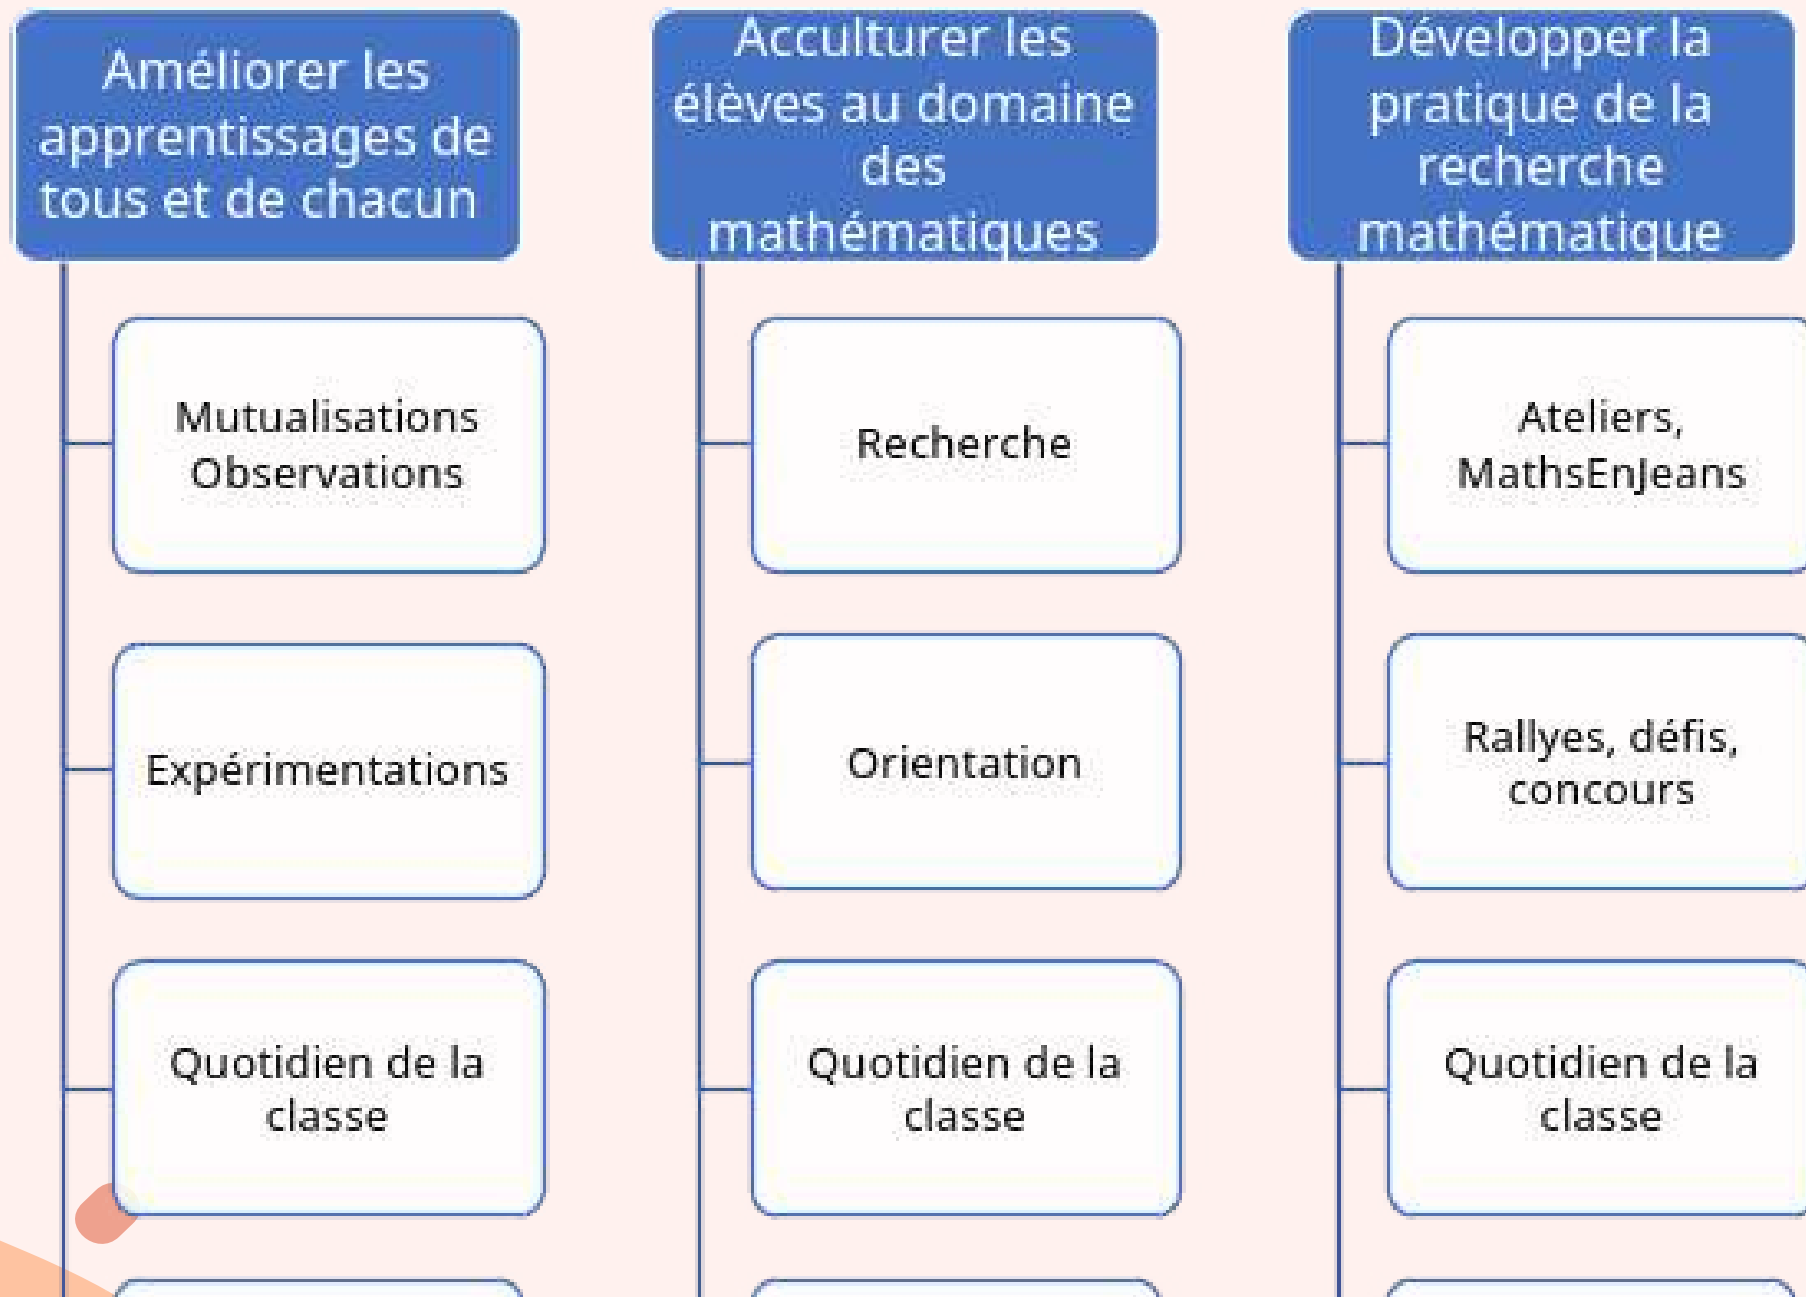 Améliorer les
apprentissages de
tous et de chacun
Mutualisations
Observations
Expérimentations
Quotidien de la
classe
Acculturer les
élèves au domaine
des
mathématiques
Recherche
Orientation
Quotidien de la
classe
Développer la
pratique de la
recherche
mathématique
Ateliers,
MathsEnJeans
Rallyes, défis,
concours
Quotidien de la
classe